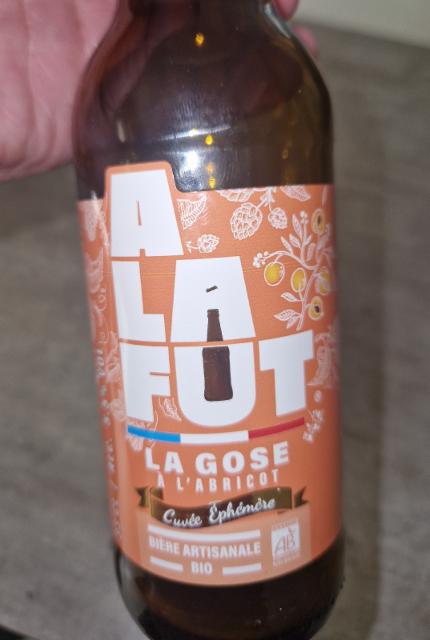 A
LA
FUT
LA GOSE
À L'ABRICOT
Cuvée Éphémère
BIÈRE ARTISANALE
BIO
AB